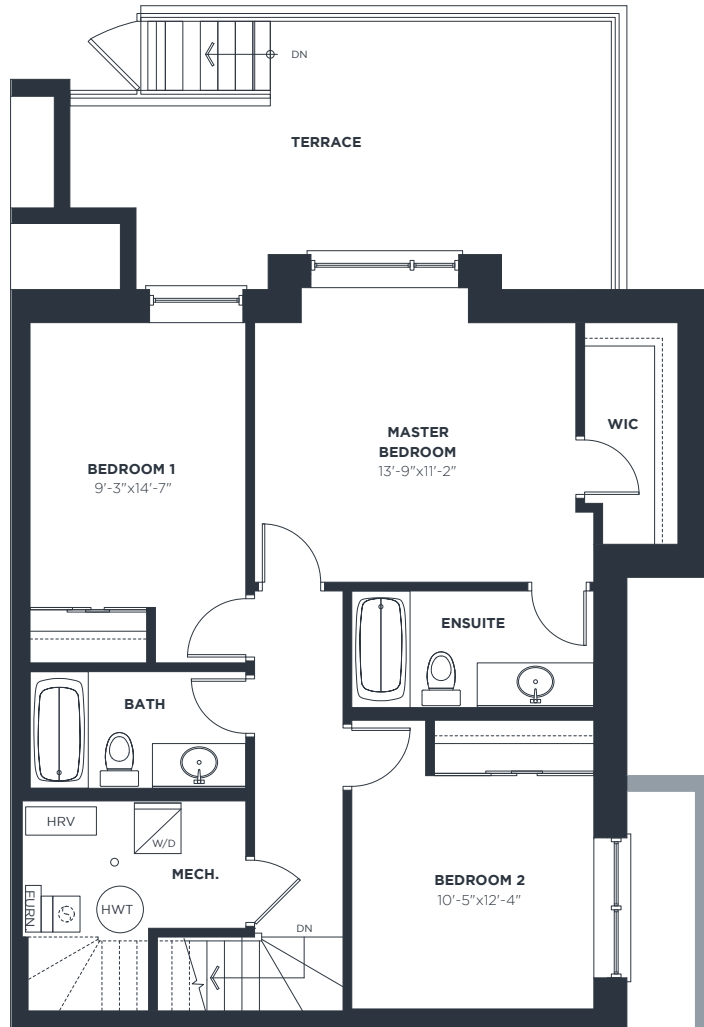 DN
TERRACE
WIC
MASTER
BEDROOM
13'-9"x11'-2"
BEDROOM 1
9'-3"x14'-7"
ENSUITE
BATH
HRV
W/D
MECH.
FURN
HWT
BEDROOM 2
10'-5"x12'-4"
DN